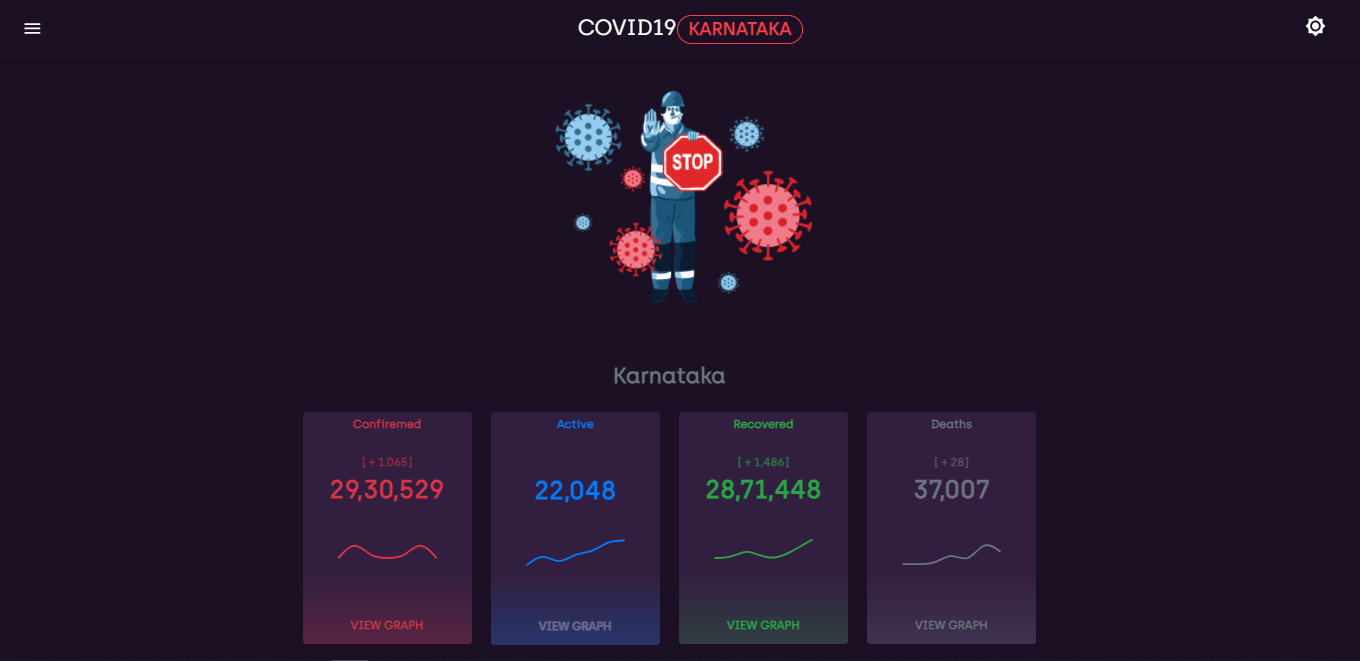 COVID19 KARNATAKA
STOP
Karnataka
Confiremed Active Recovered Deaths
[ + 1,065] [ + 1,486] [ + 28]
29,30,529 22,048 28,71,448 37,007
VIEW GRAPH VIEW GRAPH VIEW GRAPH VIEW GRAPH